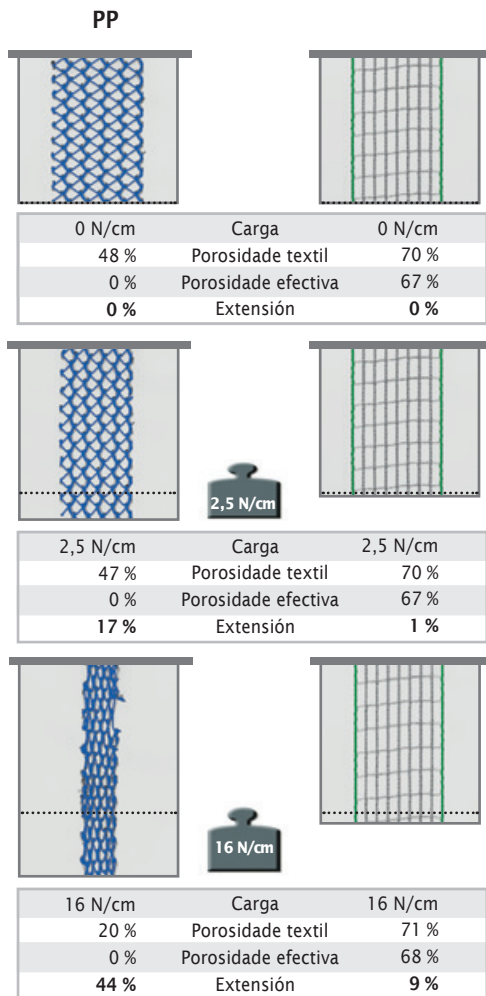 PP
0 N/cm Carga 0 N/cm
48 % Porosidade textil 70 %
0 % Porosidade efectiva 67 %
0 % Extensión 0 %
2,5 N/cm
2,5 N/cm Carga 2,5 N/cm
47 % Porosidade textil 70 %
0 % Porosidade efectiva 67 %
17 % Extensión 1 %
16 N/cm
16 N/cm Carga 16 N/cm
20 % Porosidade textil 71 %
0 % Porosidade efectiva 68 %
44 % Extensión 9 %